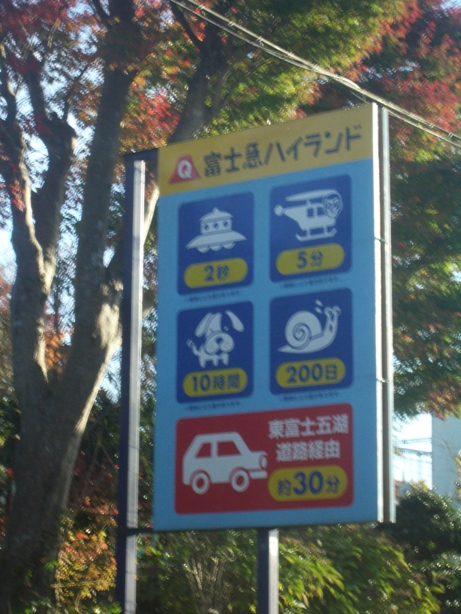 Q 富士急ハイランド
2秒
5分
10時間
200日
東富士五湖
道路経由
約30分